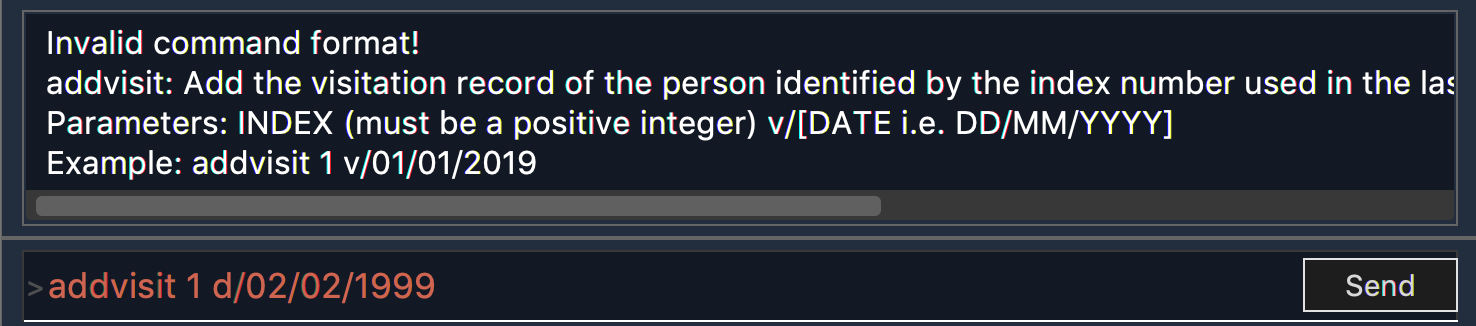 Invalid command format!
addvisit: Add the visitation record of the person identified by the index number used in the
Parameters: INDEX (must be a positive integer) v/[DATE i.e. DD/MM/YYYY]
Example: addvisit 1 v/01/01/2019
>addvisit 1 d/02/02/1999
Send